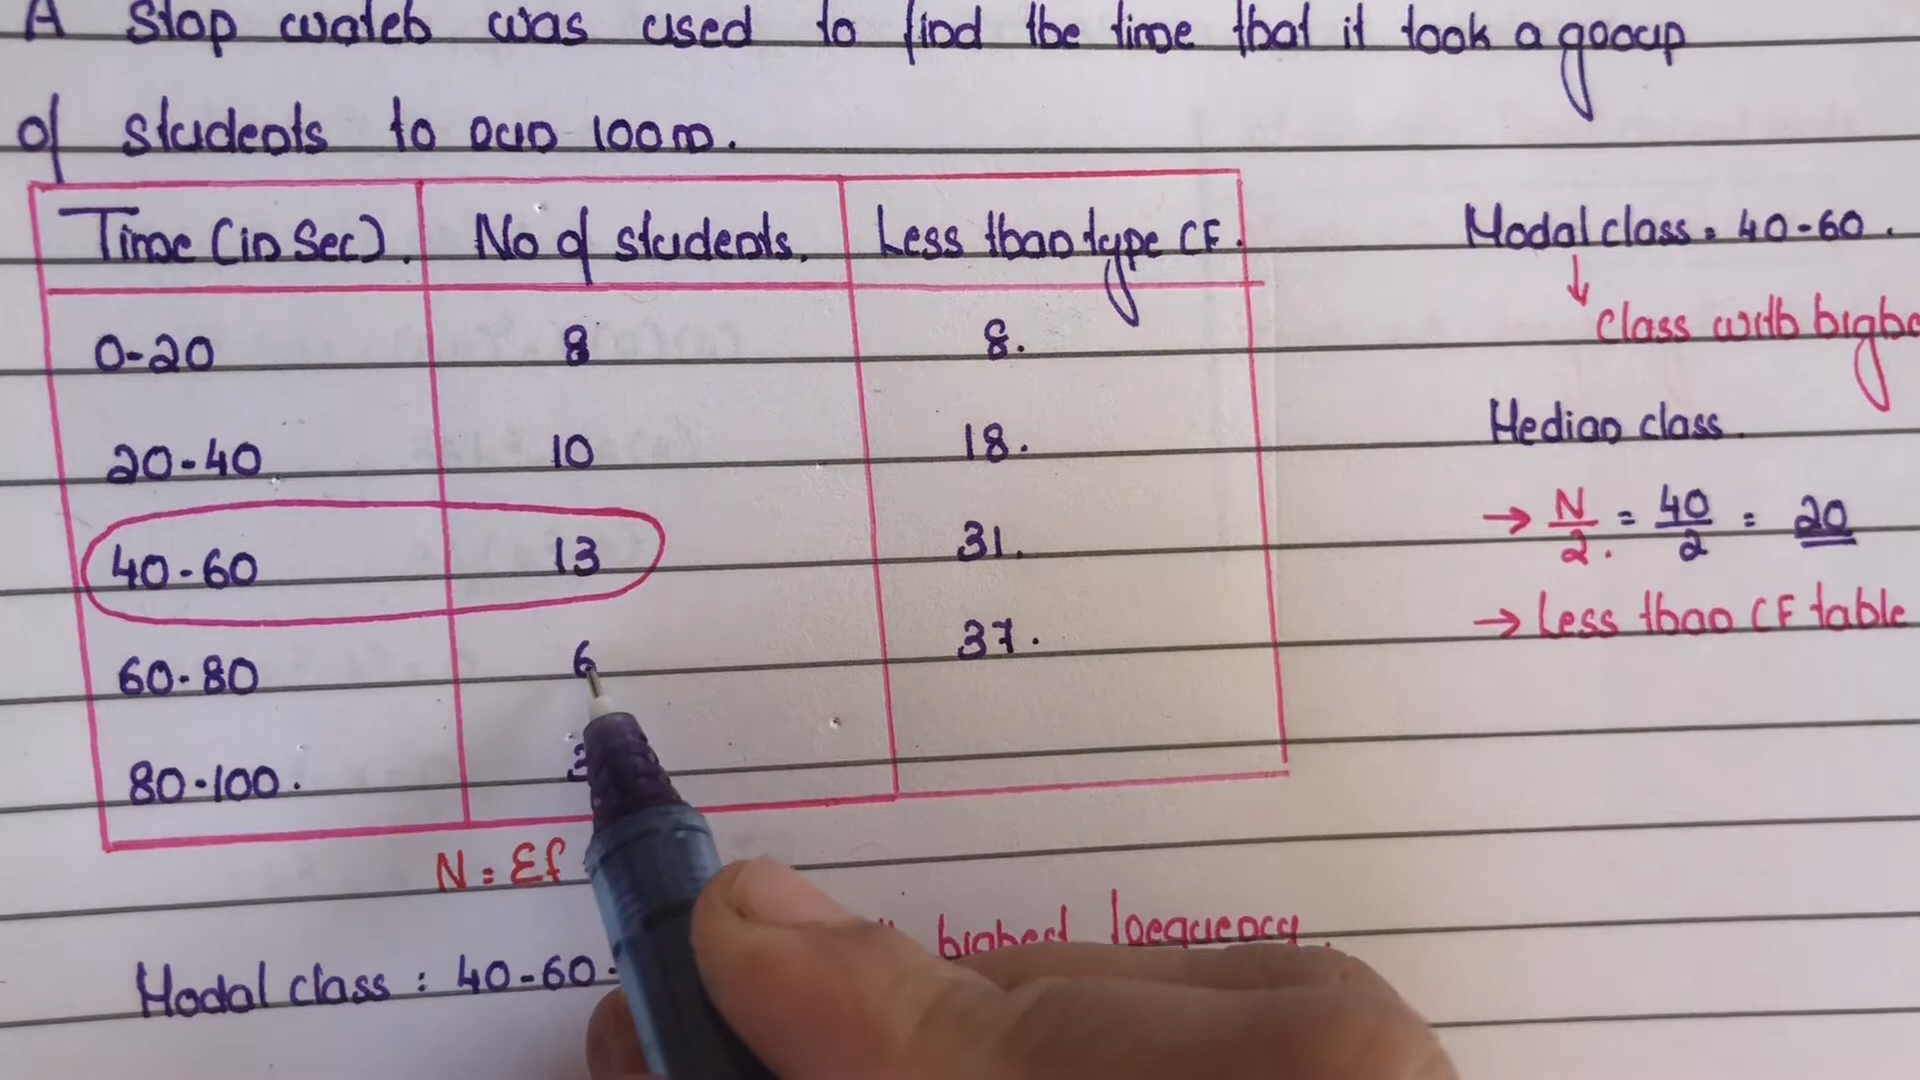 A stop watch was used to find the time that it took a group
of students to run 100m.
Time (in Sec). No of students. Less than type CF.
0-20 8 8.
20-40 10 18.
40-60 13 31.
60-80 6 37.
80-100. 3
N = Σf
Modal class : 40-60. highest frequency.
Modal class = 40-60.
↓
class with
Median class.
→ N/2. = 40/2 = 20
→ Less than CF table